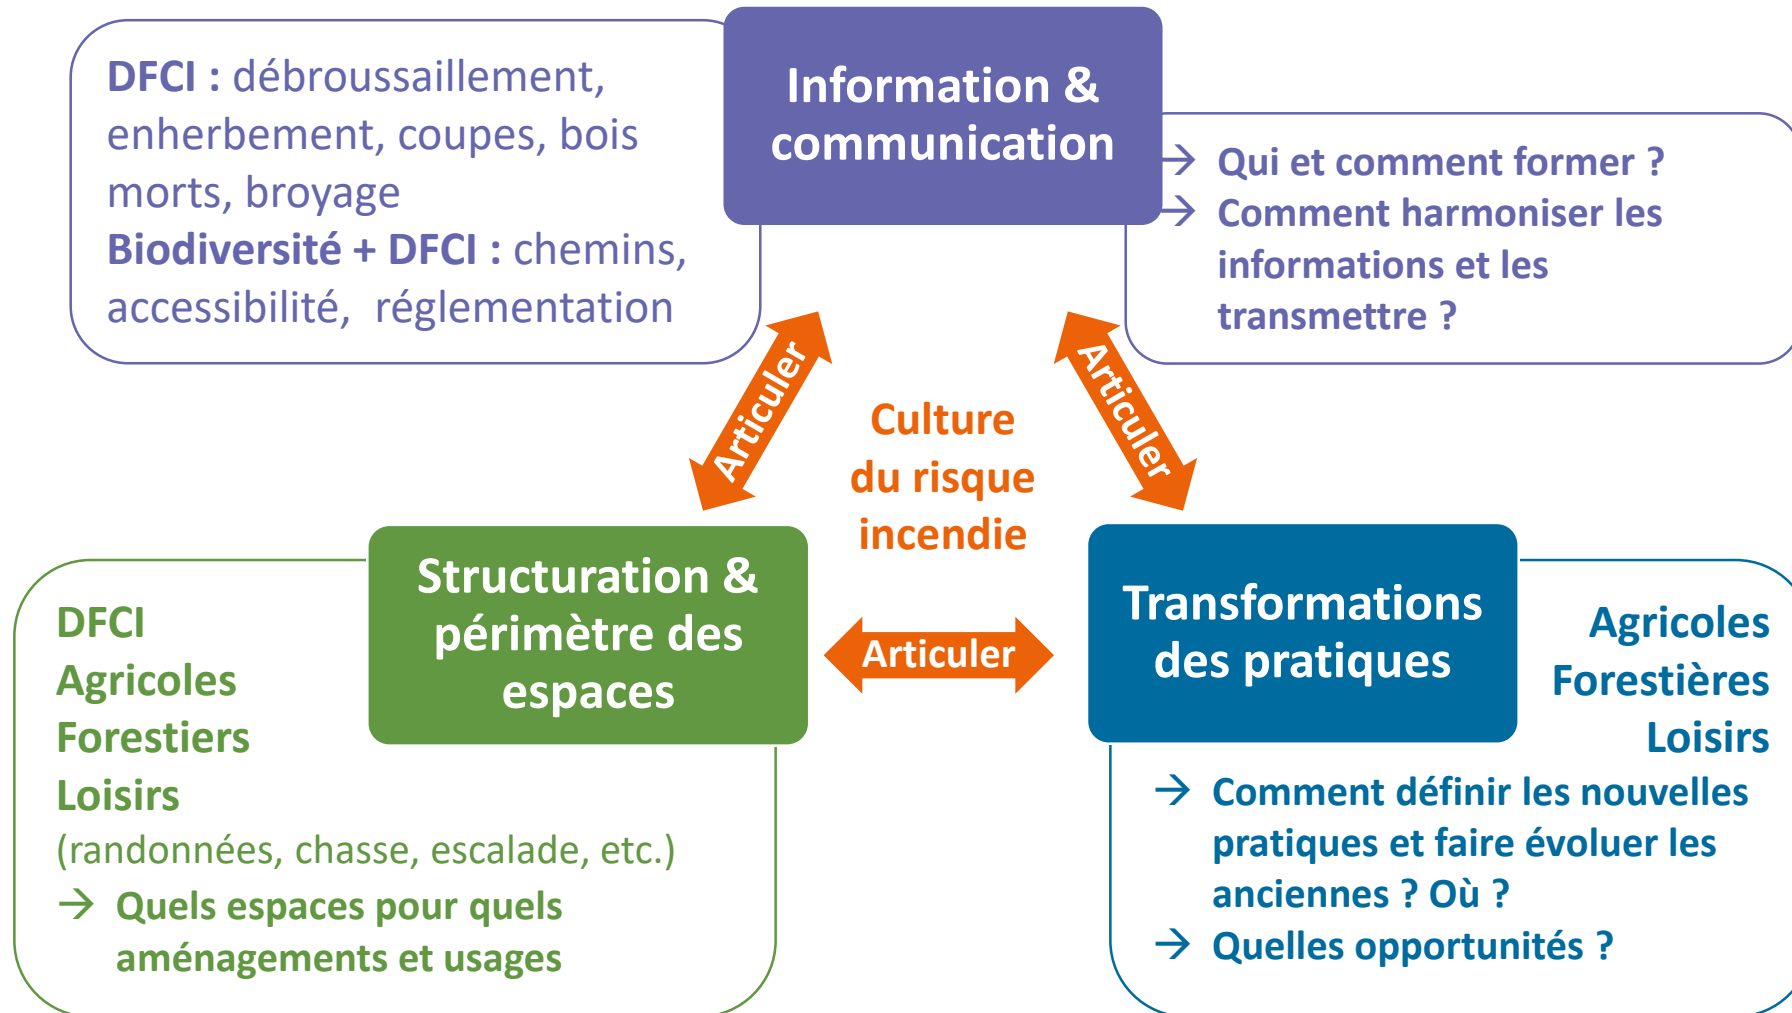 DFCI : débroussaillement,
enherbement, coupes, bois
morts, broyage
Biodiversité + DFCI : chemins,
accessibilité, réglementation
Information &
communication
→ Qui et comment former ?
→ Comment harmoniser les
informations et les
transmettre ?
Articuler
Articuler
Culture
du risque
incendie
Structuration &
périmètre des
espaces
Articuler
Transformations
des pratiques
DFCI
Agricoles
Forestiers
Loisirs
(randonnées, chasse, escalade, etc.)
→ Quels espaces pour quels
aménagements et usages
Agricoles
Forestières
Loisirs
→ Comment définir les nouvelles
pratiques et faire évoluer les
anciennes ? Où ?
→ Quelles opportunités ?